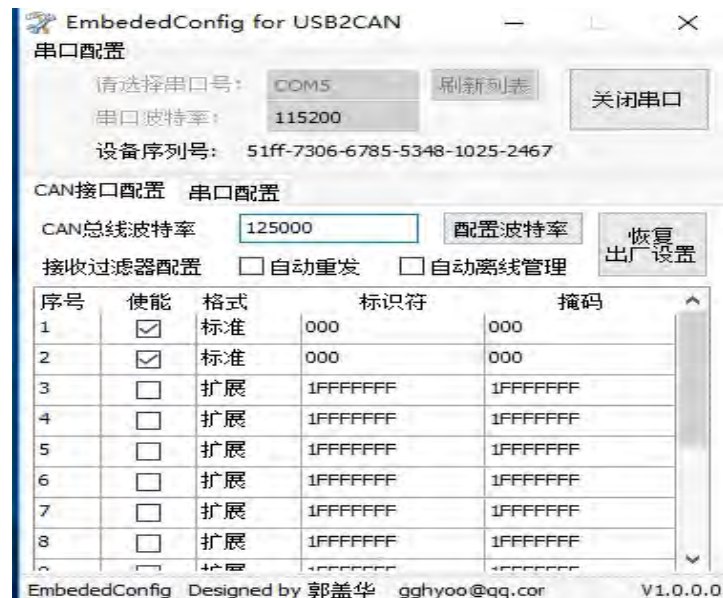 EmbededConfig for USB2CAN
串口配置
请选择串口号： COM5 刷新列表 关闭串口
串口波特率： 115200
设备序列号： 51ff-7306-6785-5348-1025-2467
CAN接口配置 串口配置
CAN总线波特率 125000 配置波特率 恢复
出厂设置
接收过滤器配置 自动重发 自动离线管理
序号 使能 格式 标识符 掩码
1 标准 000 000
2 标准 000 000
3 扩展 1FFFFFFF 1FFFFFFF
4 扩展 1FFFFFFF 1FFFFFFF
5 扩展 1FFFFFFF 1FFFFFFF
6 扩展 1FFFFFFF 1FFFFFFF
7 扩展 1FFFFFFF 1FFFFFFF
8 扩展 1FFFFFFF 1FFFFFFF
EmbededConfig Designed by 郭盖华 gghyoo@qq.cor V1.0.0.0